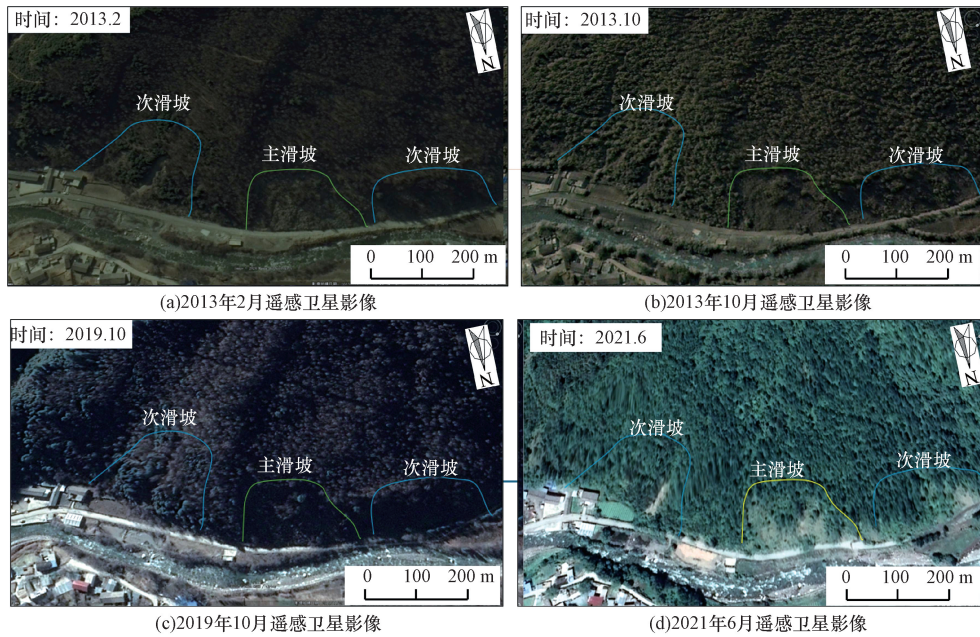 时间：2013.2
N
次滑坡
主滑坡
次滑坡
0 100 200 m
(a)2013年2月遥感卫星影像
时间：2013.10
N
次滑坡
主滑坡
次滑坡
0 100 200 m
(b)2013年10月遥感卫星影像
时间：2019.10
N
次滑坡
主滑坡
次滑坡
0 100 200 m
(c)2019年10月遥感卫星影像
时间：2021.6
N
次滑坡
主滑坡
次滑坡
0 100 200 m
(d)2021年6月遥感卫星影像